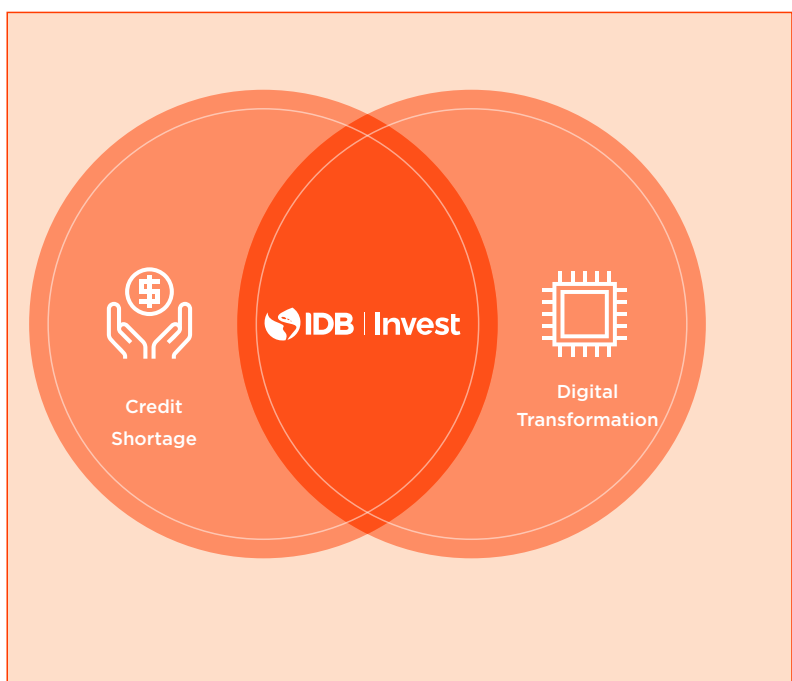 IDB | Invest
Credit
Shortage
Digital
Transformation